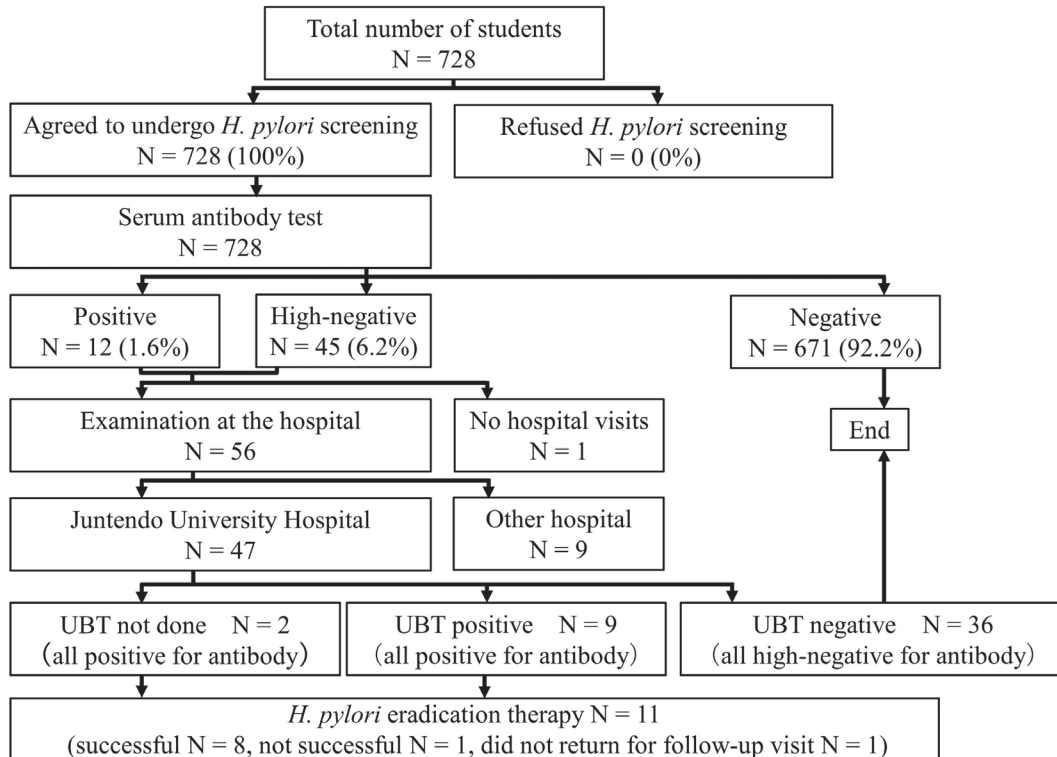 Total number of students
N = 728
Agreed to undergo H. pylori screening
N = 728 (100%)
Refused H. pylori screening
N = 0 (0%)
Serum antibody test
N = 728
Positive
N = 12 (1.6%)
High-negative
N = 45 (6.2%)
Negative
N = 671 (92.2%)
Examination at the hospital
N = 56
No hospital visits
N = 1
End
Juntendo University Hospital
N = 47
Other hospital
N = 9
UBT not done N = 2
(all positive for antibody)
UBT positive N = 9
(all positive for antibody)
UBT negative N = 36
(all high-negative for antibody)
H. pylori eradication therapy N = 11
(successful N = 8, not successful N = 1, did not return for follow-up visit N = 1)